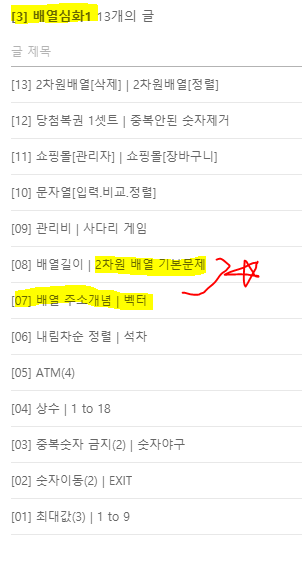 [3] 배열심화1 13개의 글
글 제목
[13] 2차원배열[삭제] | 2차원배열[정렬]
[12] 당첨복권 1셋트 | 중복안된 숫자제거
[11] 쇼핑몰[관리자] | 쇼핑몰[장바구니]
[10] 문자열[입력.비교.정렬]
[09] 관리비 | 사다리 게임
[08] 배열길이 | 2차원 배열 기본문제
[07] 배열 주소개념 | 벡터
[06] 내림차순 정렬 | 석차
[05] ATM(4)
[04] 상수 | 1 to 18
[03] 중복숫자 금지(2) | 숫자야구
[02] 숫자이동(2) | EXIT
[01] 최대값(3) | 1 to 9